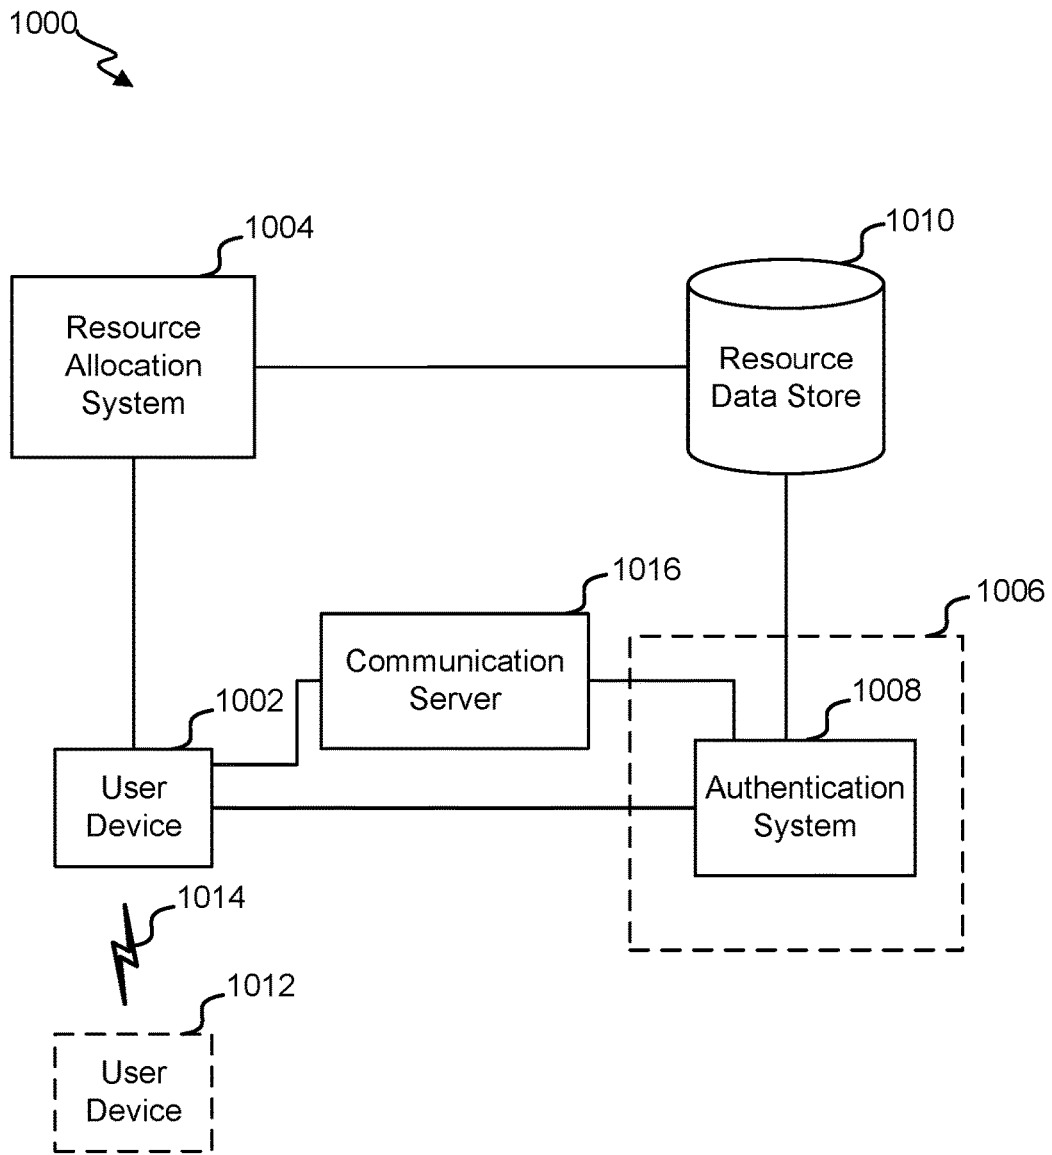 1000
1004
1010
Resource
Allocation
System
Resource
Data Store
1016
1006
Communication
Server
1002
1008
User
Device
Authentication
System
1014
1012
User
Device